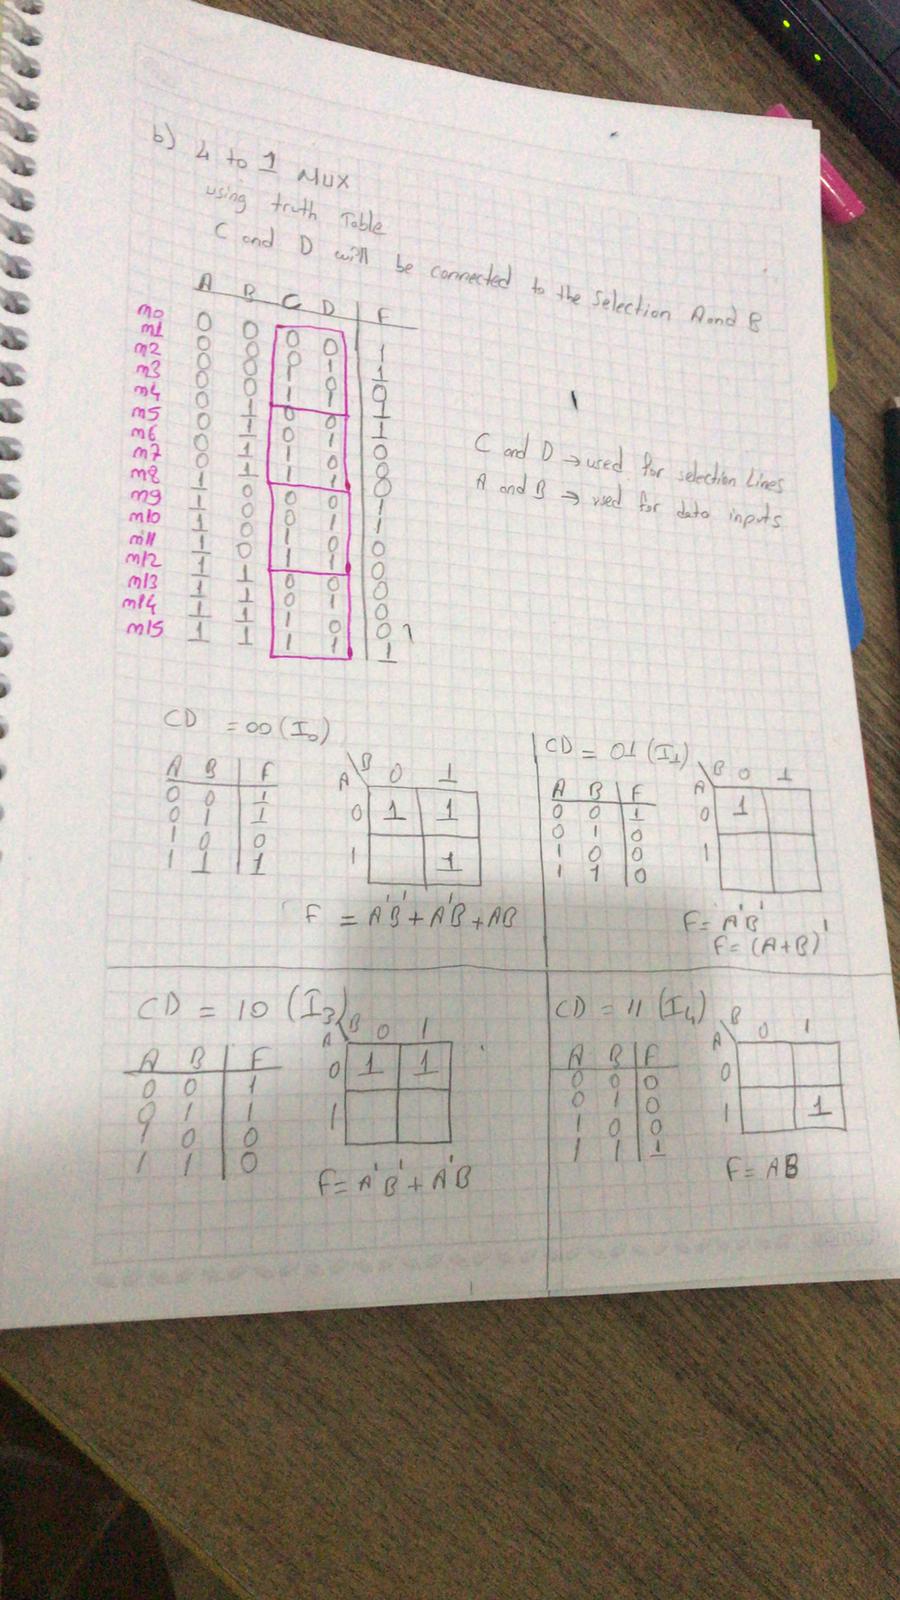 b) 4 to 1 Mux
using truth Table
C and D will be connected to the Selection A and B
A B C D F
m0 0 0 0 0 1
m1 0 0 0 1 1
m2 0 0 1 0 0
m3 0 0 1 1 1
m4 0 1 0 0 1
m5 0 1 0 1 0
m6 0 1 1 0 0
m7 0 1 1 1 0
m8 1 0 0 0 1
m9 1 0 0 1 1
m10 1 0 1 0 0
m11 1 0 1 1 0
m12 1 1 0 0 0
m13 1 1 0 1 0
m14 1 1 1 0 0 1
m15 1 1 1 1 1
C and D → used for selection Lines
A and B → used for data inputs
CD = 00 (I0)
A B F
0 0 1
0 1 1
1 0 0
1 1 1
B 0 1
A
0 1 1
1 1
F = A'B' + A'B + AB
CD = 01 (I1)
A B F
0 0 1
0 1 0
1 0 0
1 1 0
B 0 1
A
0 1
1
F = A'B'
F = (A+B)'
CD = 10 (I3)
A B F
0 0 1
0 1 1
1 0 0
1 1 0
B 0 1
A
0 1 1
1
F = A'B' + A'B
CD = 11 (I4)
A B F
0 0 0
0 1 0
1 0 0
1 1 1
B 0 1
A
0
1 1
F = AB